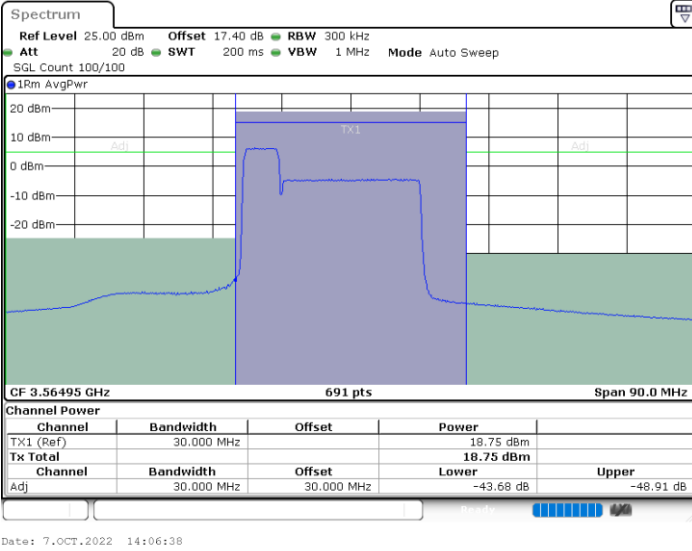 Spectrum
Ref Level 25.00 dBm Offset 17.40 dB RBW 300 kHz
Att 20 dB SWT 200 ms VBW 1 MHz Mode Auto Sweep
SGL Count 100/100
1Rm AvgPwr
20 dBm
TX1
10 dBm
Adj Adj
0 dBm
-10 dBm
-20 dBm
CF 3.56495 GHz 691 pts Span 90.0 MHz
Channel Power
Channel Bandwidth Offset Power
TX1 (Ref) 30.000 MHz 18.75 dBm
Tx Total 18.75 dBm
Channel Bandwidth Offset Lower Upper
Adj 30.000 MHz 30.000 MHz -43.68 dB -48.91 dB
Ready
Date: 7.OCT.2022 14:06:38